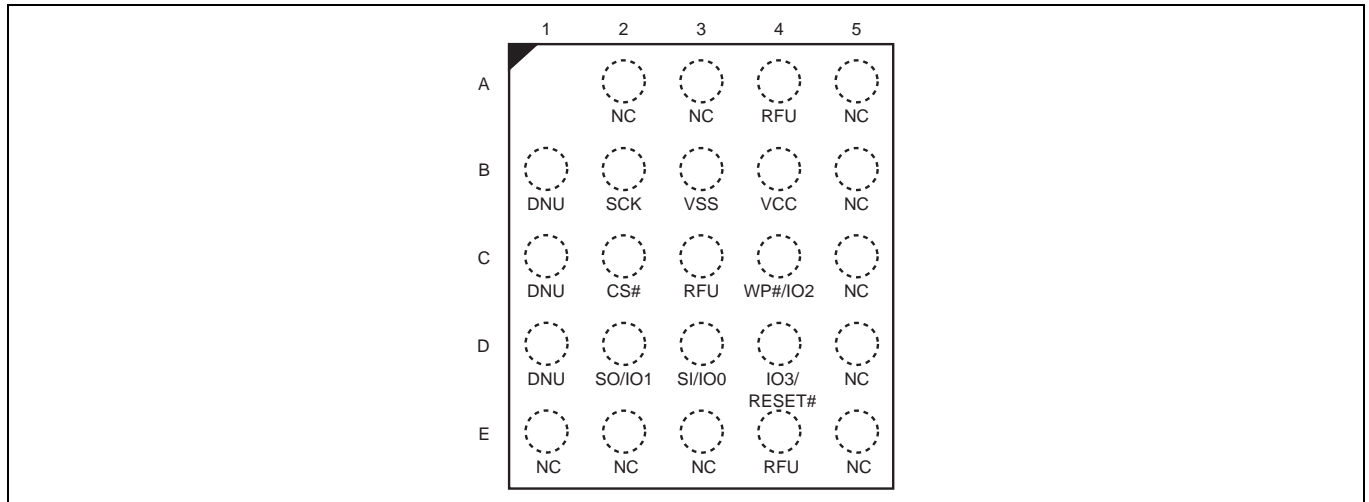 1 2 3 4 5
A
NC NC RFU NC
B
DNU SCK VSS VCC NC
C
DNU CS# RFU WP#/IO2 NC
D
DNU SO/IO1 SI/IO0 IO3/ NC
RESET#
E
NC NC NC RFU NC